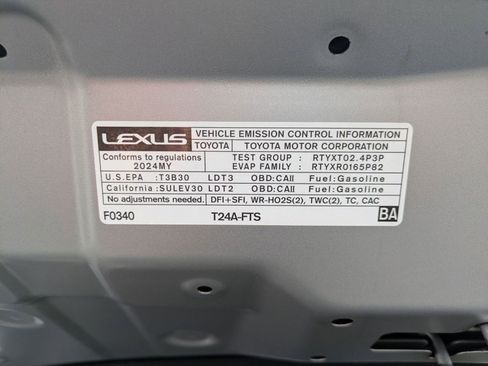 LEXUS VEHICLE EMISSION CONTROL INFORMATION
TOYOTA TOYOTA MOTOR CORPORATION
Conforms to regulations TEST GROUP : RTYXT02.4P3P
2024MY EVAP FAMILY : RTYXR0165P82
U.S.EPA :T3B30 LDT3 OBD:CAII Fuel:Gasoline
California :SULEV30 LDT2 OBD:CAII Fuel:Gasoline
No adjustments needed. DFI+SFI, WR-HO2S(2), TWC(2), TC, CAC
F0340 T24A-FTS BA